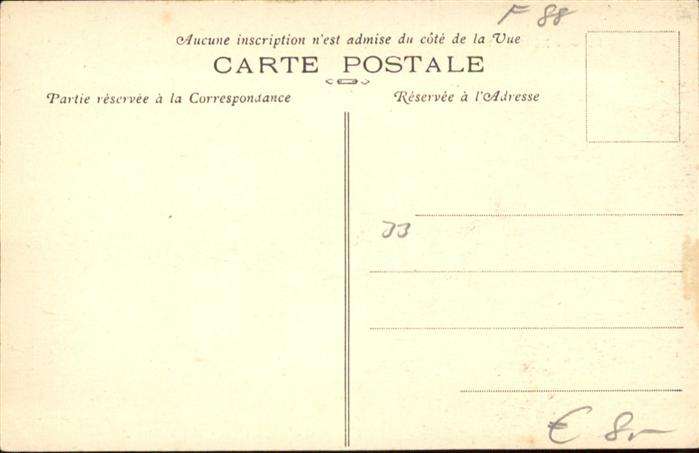 F 88
Aucune inscription n'est admise du côté de la Vue
CARTE POSTALE
Partie réservée à la Correspondance
Réservée à l'Adresse
33
€ 8,-